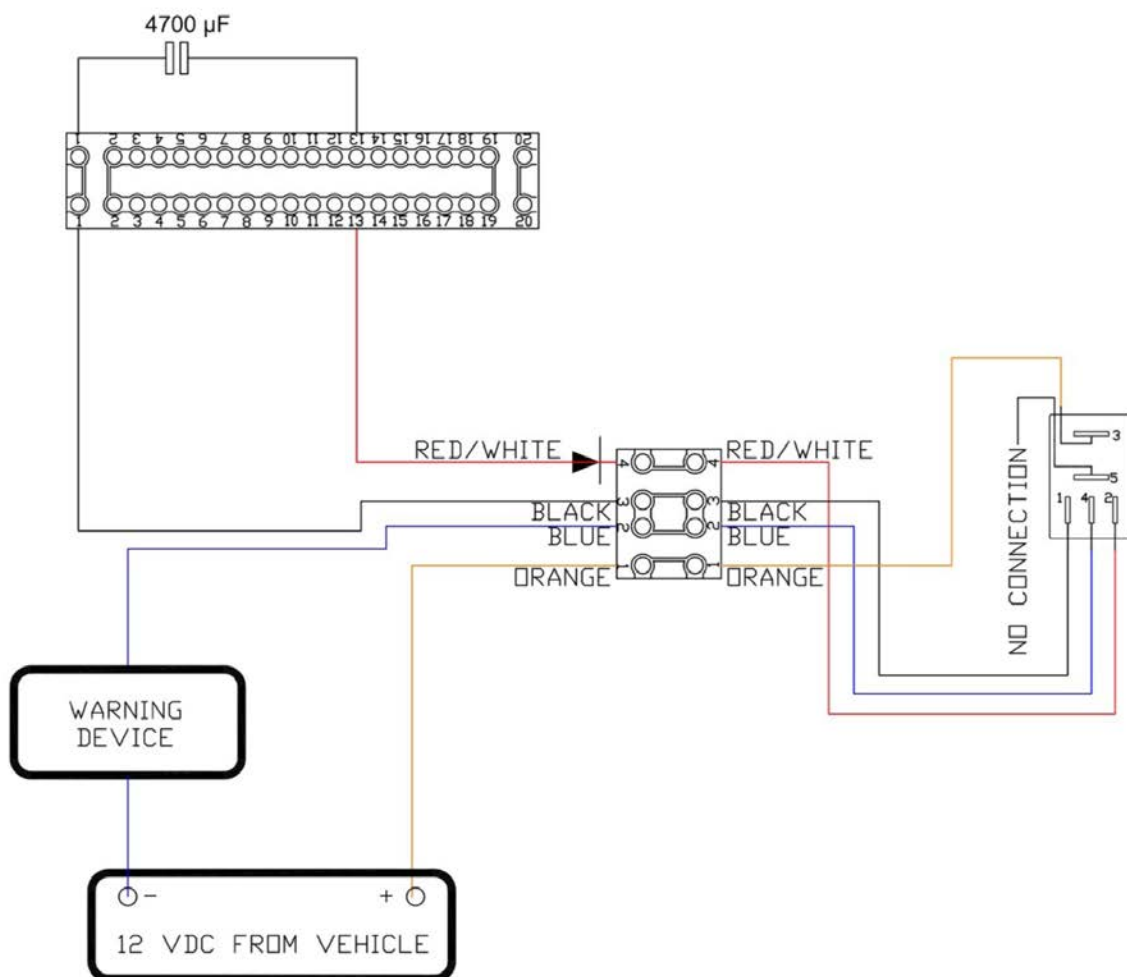 4700 µF
1 2 3 4 5 6 7 8 9 10 11 12 13 14 15 16 17 18 19 20
1 2 3 4 5 6 7 8 9 10 11 12 13 14 15 16 17 18 19 20
RED/WHITE 4 4 RED/WHITE
BLACK 3 3 BLACK
BLUE 2 2 BLUE
ORANGE 1 1 ORANGE
NO CONNECTION
3
5
1 4 2
WARNING
DEVICE
- +
12 VDC FROM VEHICLE